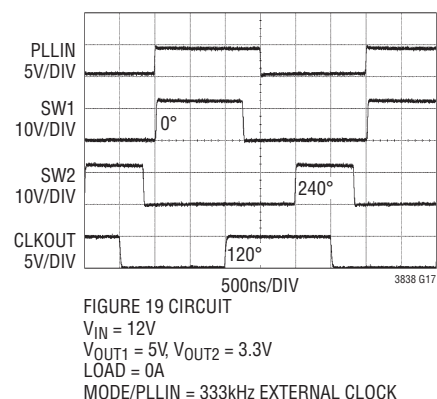 PLLIN
5V/DIV
SW1
10V/DIV
0°
SW2
10V/DIV
240°
CLKOUT
5V/DIV
120°
500ns/DIV
3838 G17
FIGURE 19 CIRCUIT
VIN = 12V
VOUT1 = 5V, VOUT2 = 3.3V
LOAD = 0A
MODE/PLLIN = 333kHz EXTERNAL CLOCK